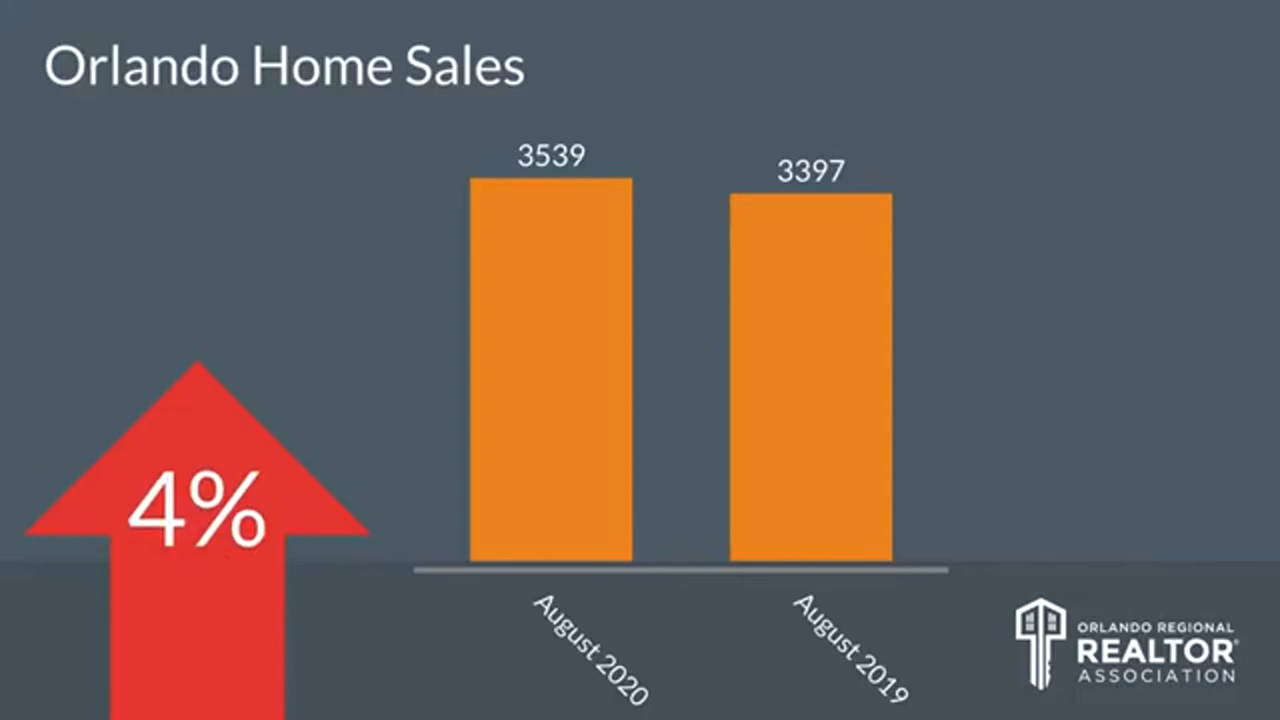 Orlando Home Sales
3539
3397
4%
August 2020
August 2019
ORLANDO REGIONAL
REALTOR®
ASSOCIATION